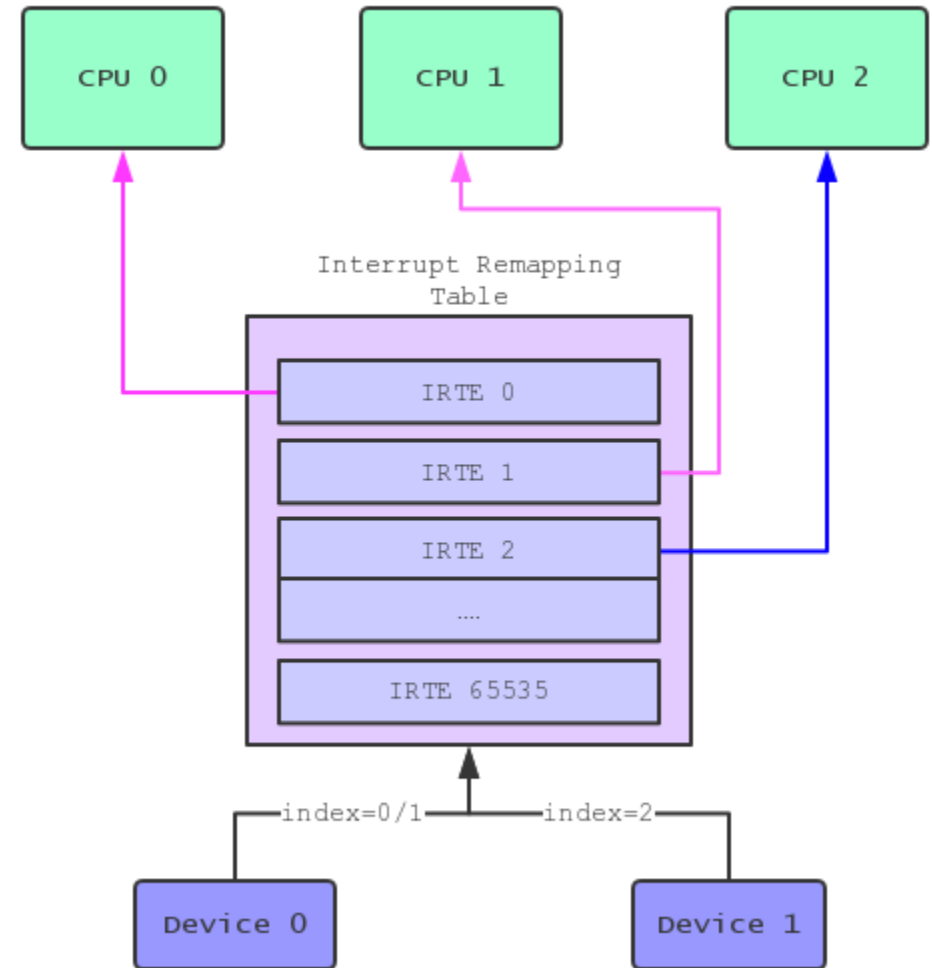 CPU 0
CPU 1
CPU 2
Interrupt Remapping
Table
IRTE 0
IRTE 1
IRTE 2
....
IRTE 65535
index=0/1
index=2
Device 0
Device 1